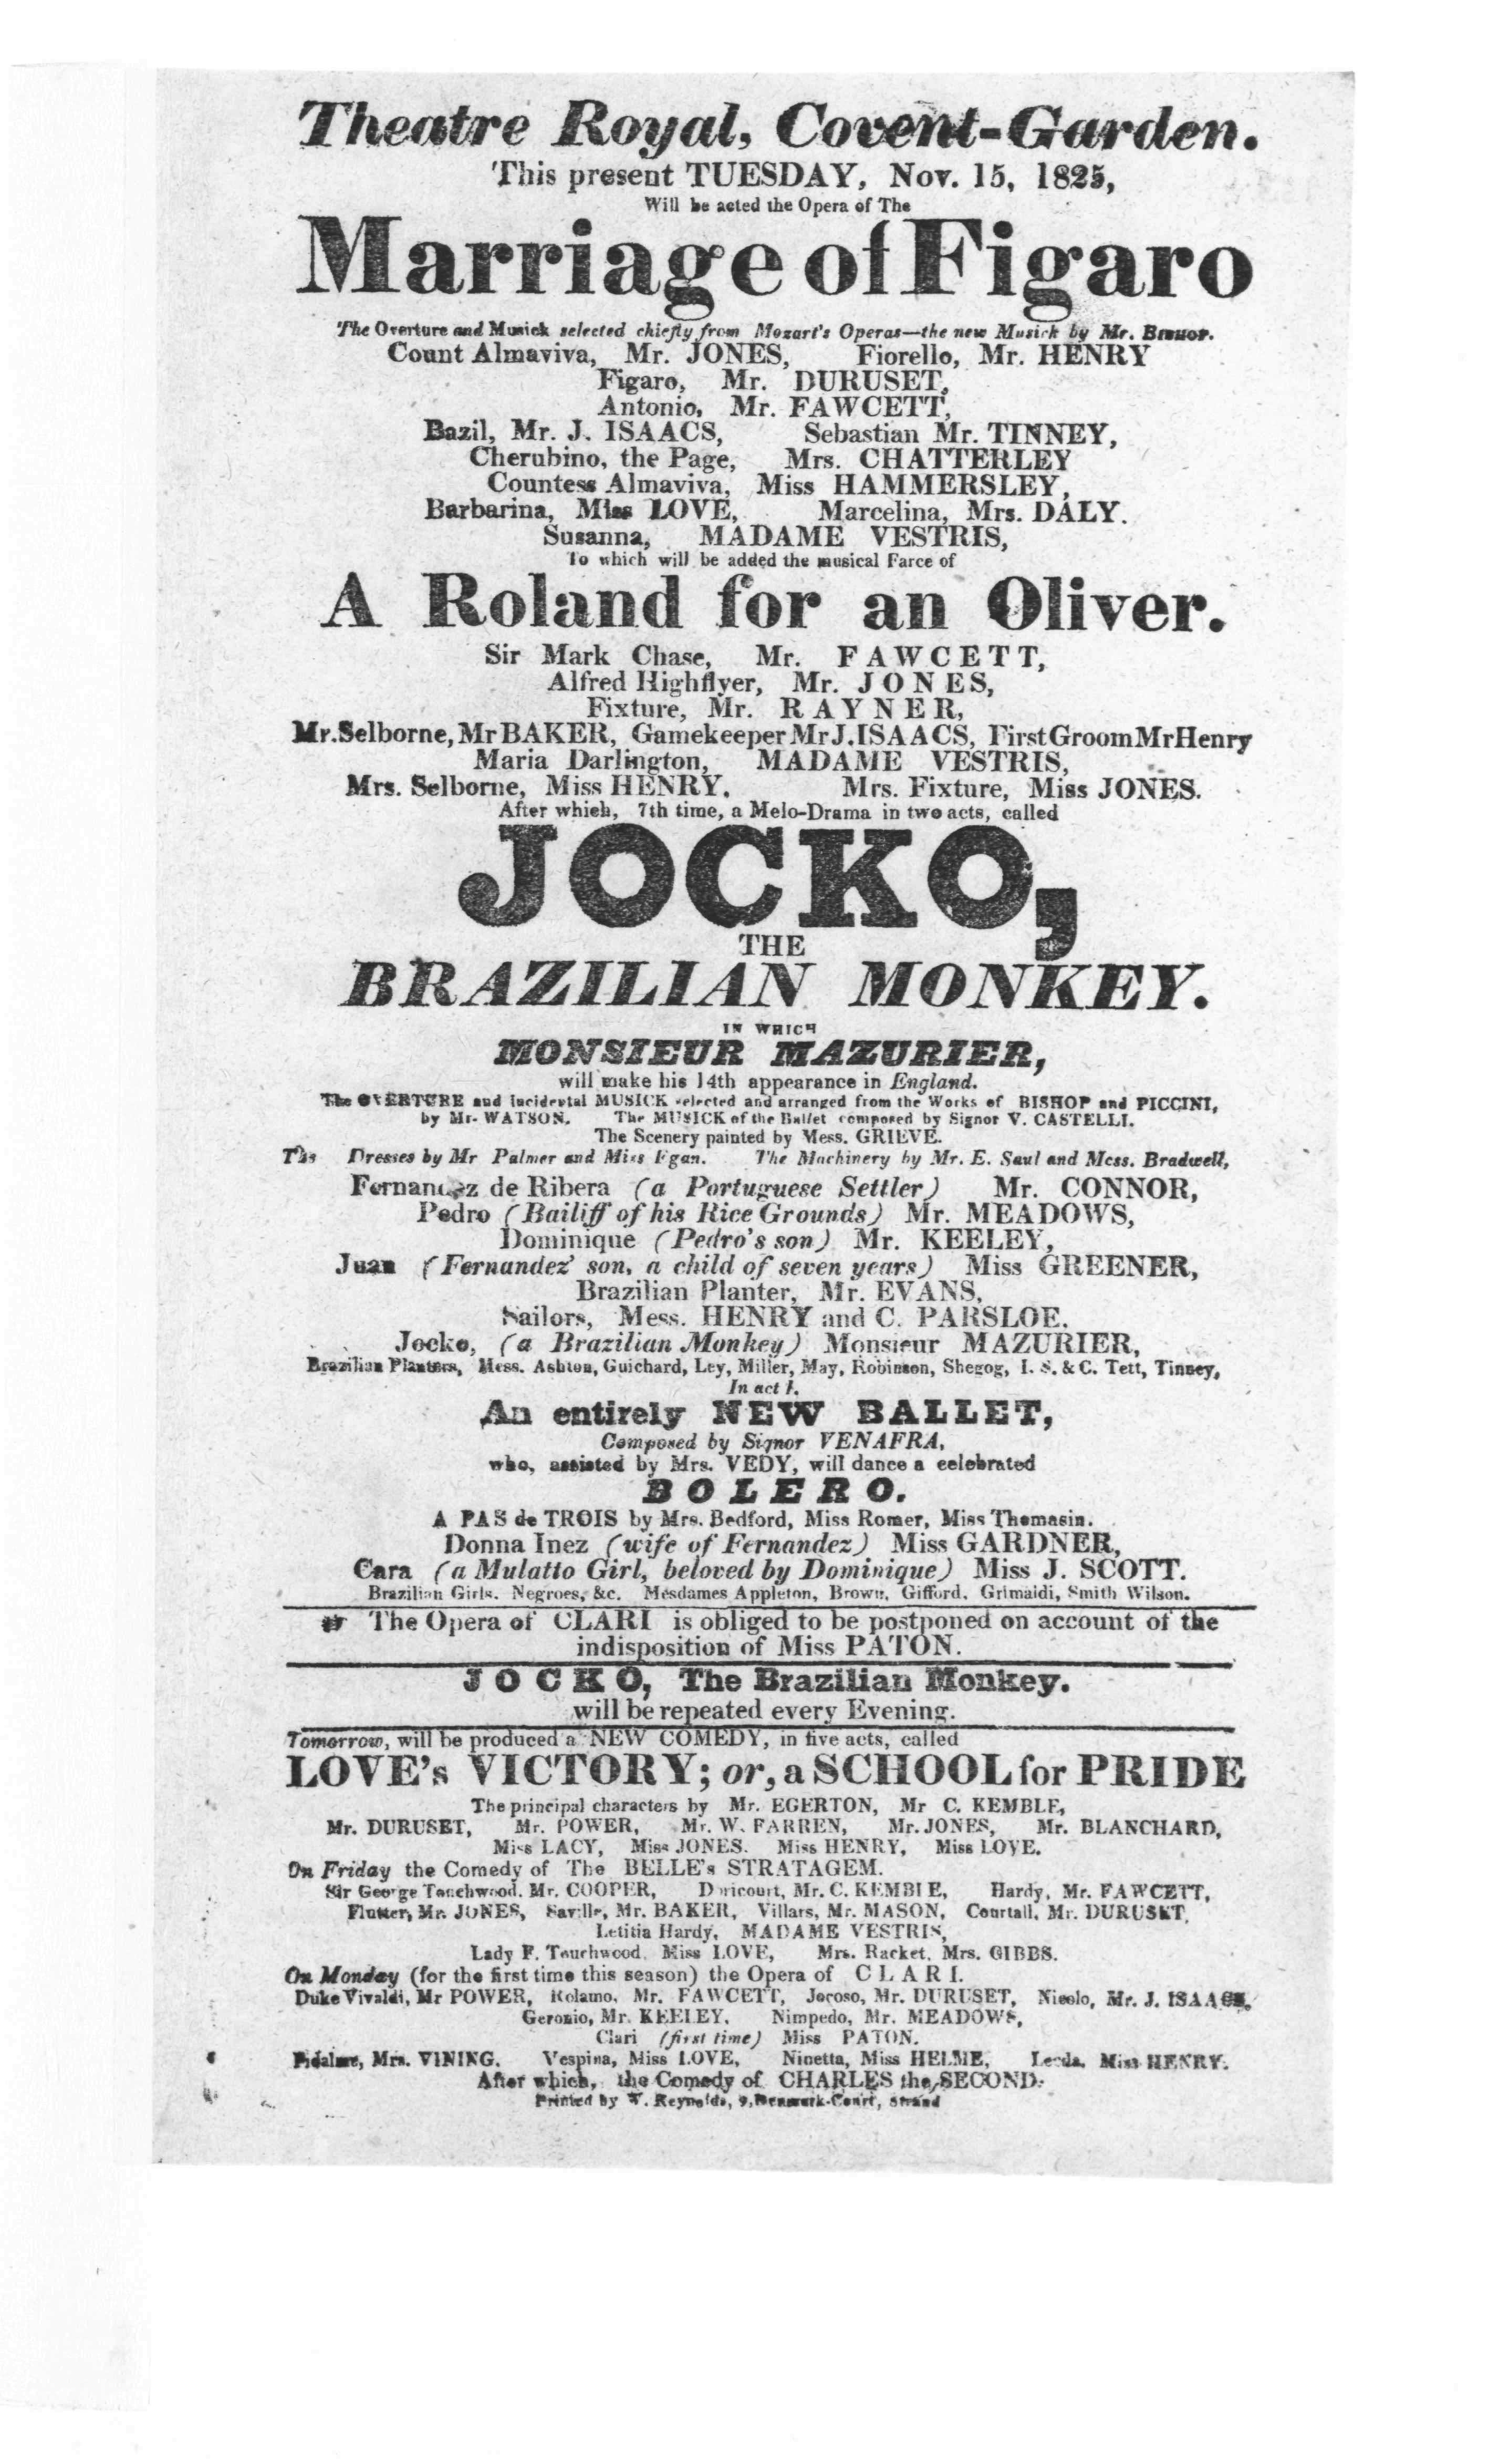 Theatre Royal, Covent-Garden.
This present TUESDAY, Nov. 15, 1825,
Will be acted the Opera of The
Marriage of Figaro
The Overture and Musick selected chiefly from Mozart's Operas—the new Musick by Mr. BISHOP.
Count Almaviva, Mr. JONES, Fiorello, Mr. HENRY
Figaro, Mr. DURUSET,
Antonio, Mr. FAWCETT,
Bazil, Mr. J. ISAACS, Sebastian Mr. TINNEY,
Cherubino, the Page, Mrs. CHATTERLEY
Countess Almaviva, Miss HAMMERSLEY,
Barbarina, Miss LOVE, Marcelina, Mrs. DALY.
Susanna, MADAME VESTRIS,
To which will be added the musical Farce of
A Roland for an Oliver.
Sir Mark Chase, Mr. FAWCETT,
Alfred Highflyer, Mr. JONES,
Fixture, Mr. RAYNER,
Mr. Selborne, Mr BAKER, Gamekeeper Mr J. ISAACS, First Groom Mr Henry
Maria Darlington, MADAME VESTRIS,
Mrs. Selborne, Miss HENRY. Mrs. Fixture, Miss JONES.
After which, 7th time, a Melo-Drama in two acts, called
JOCKO,
THE
BRAZILIAN MONKEY.
IN WHICH
MONSIEUR MAZURIER,
will make his 14th appearance in England.
The OVERTURE and Incidental MUSICK selected and arranged from the Works of BISHOP and PICCINI,
by Mr. WATSON. The MUSICK of the Ballet composed by Signor V. CASTELLI.
The Scenery painted by Mess. GRIEVE.
The Dresses by Mr Palmer and Miss Egan. The Machinery by Mr. E. Saul and Mess. Bradwell,
Fernandez de Ribera (a Portuguese Settler) Mr. CONNOR,
Pedro (Bailiff of his Rice Grounds) Mr. MEADOWS,
Dominique (Pedro's son) Mr. KEELEY,
Juan (Fernandez' son, a child of seven years) Miss GREENER,
Brazilian Planter, Mr. EVANS,
Sailors, Mess. HENRY and C. PARSLOE.
Jocko, (a Brazilian Monkey) Monsieur MAZURIER,
Brazilian Planters, Mess. Ashton, Guichard, Ley, Miller, May, Robinson, Shegog, I. S. & C. Tett, Tinney,
In act 1.
An entirely NEW BALLET,
Composed by Signor VENAFRA,
who, assisted by Mrs. VEDY, will dance a celebrated
BOLERO.
A PAS de TROIS by Mrs. Bedford, Miss Romer, Miss Thomasin.
Donna Inez (wife of Fernandez) Miss GARDNER,
Cara (a Mulatto Girl, beloved by Dominique) Miss J. SCOTT.
Brazilian Girls. Negroes, &c. Mesdames Appleton, Brown, Gifford, Grimaldi, Smith Wilson.
The Opera of CLARI is obliged to be postponed on account of the
indisposition of Miss PATON.
JOCKO, The Brazilian Monkey.
will be repeated every Evening.
Tomorrow, will be produced a NEW COMEDY, in five acts, called
LOVE's VICTORY; or, a SCHOOL for PRIDE
The principal characters by Mr. EGERTON, Mr C. KEMBLE,
Mr. DURUSET, Mr. POWER, Mr. W. FARREN, Mr. JONES, Mr. BLANCHARD,
Miss LACY, Miss JONES. Miss HENRY, Miss LOVE.
On Friday the Comedy of The BELLE's STRATAGEM.
Sir George Touchwood, Mr. COOPER, Doricourt, Mr. C. KEMBLE, Hardy, Mr. FAWCETT,
Flutter, Mr. JONES, Saville, Mr. BAKER, Villars, Mr. MASON, Courtall, Mr. DURUSET,
Letitia Hardy, MADAME VESTRIS,
Lady F. Touchwood, Miss LOVE, Mrs. Racket, Mrs. GIBBS.
On Monday (for the first time this season) the Opera of CLARI.
Duke Vivaldi, Mr POWER, Rolamo, Mr. FAWCETT, Jocoso, Mr. DURUSET, Nicolo, Mr. J. ISAACS,
Geronio, Mr. KEELEY, Nimpedo, Mr. MEADOWS,
Clari (first time) Miss PATON.
Fidalma, Mrs. VINING. Vespina, Miss LOVE, Ninetta, Miss HELME, Leoda, Miss HENRY.
After which, the Comedy of CHARLES the SECOND.
Printed by W. Reynolds, 9, Denmark-Court, Strand